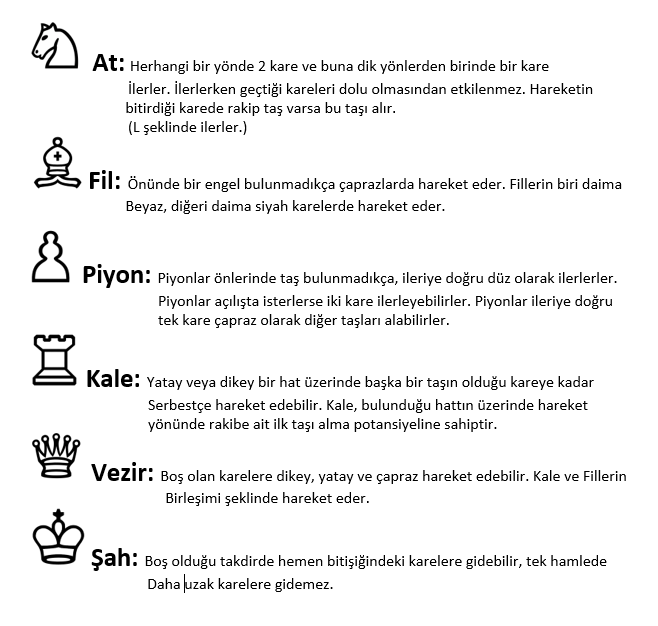 At: Herhangi bir yönde 2 kare ve buna dik yönlerden birinde bir kare
İlerler. İlerlerken geçtiği kareleri dolu olmasından etkilenmez. Hareketin
bitirdiği karede rakip taş varsa bu taşı alır.
(L şeklinde ilerler.)
Fil: Önünde bir engel bulunmadıkça çaprazlarda hareket eder. Fillerin biri daima
Beyaz, diğeri daima siyah karelerde hareket eder.
Piyon: Piyonlar önlerinde taş bulunmadıkça, ileriye doğru düz olarak ilerlerler.
Piyonlar açılışta isterlerse iki kare ilerleyebilirler. Piyonlar ileriye doğru
tek kare çapraz olarak diğer taşları alabilirler.
Kale: Yatay veya dikey bir hat üzerinde başka bir taşın olduğu kareye kadar
Serbestçe hareket edebilir. Kale, bulunduğu hattın üzerinde hareket
yönünde rakibe ait ilk taşı alma potansiyeline sahiptir.
Vezir: Boş olan karelere dikey, yatay ve çapraz hareket edebilir. Kale ve Fillerin
Birleşimi şeklinde hareket eder.
Şah: Boş olduğu takdirde hemen bitişiğindeki karelere gidebilir, tek hamlede
Daha uzak karelere gidemez.